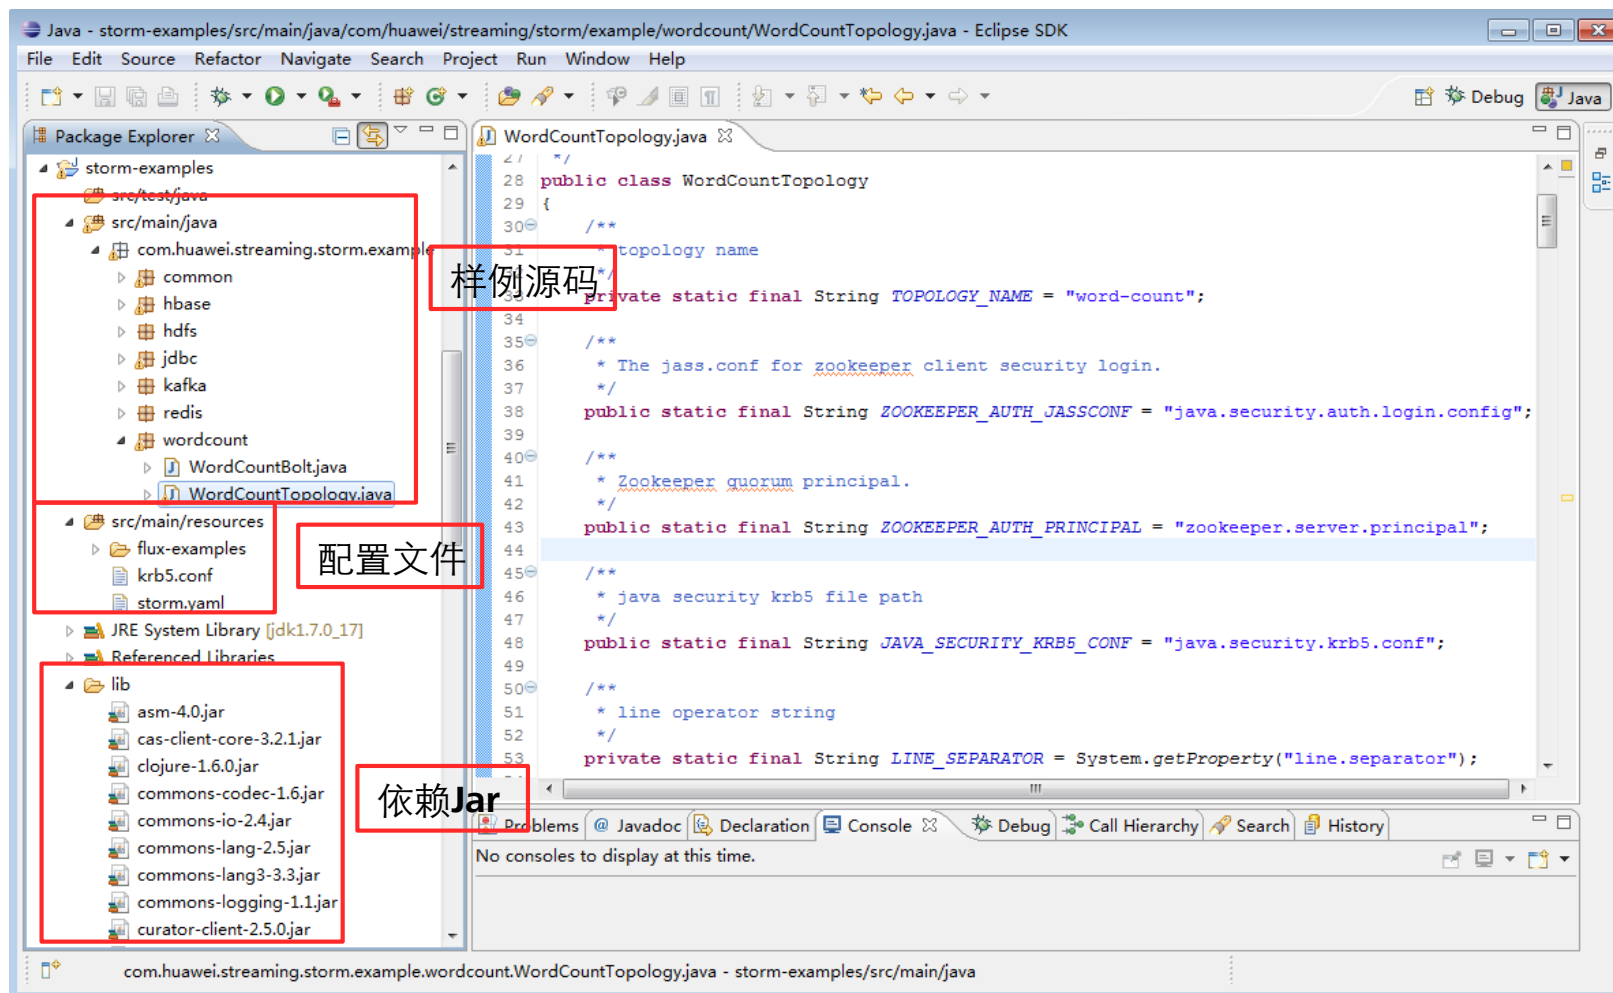 Java - storm-examples/src/main/java/com/huawei/streaming/storm/example/wordcount/WordCountTopology.java - Eclipse SDK
File Edit Source Refactor Navigate Search Project Run Window Help
Debug Java
Package Explorer
storm-examples
src/test/java
src/main/java
com.huawei.streaming.storm.example
common
hbase
hdfs
jdbc
kafka
redis
wordcount
WordCountBolt.java
WordCountTopology.java
src/main/resources
flux-examples
krb5.conf
storm.yaml
JRE System Library [jdk1.7.0_17]
Referenced Libraries
lib
asm-4.0.jar
cas-client-core-3.2.1.jar
clojure-1.6.0.jar
commons-codec-1.6.jar
commons-io-2.4.jar
commons-lang-2.5.jar
commons-lang3-3.3.jar
commons-logging-1.1.jar
curator-client-2.5.0.jar
样例源码
配置文件
依赖Jar
WordCountTopology.java
27 */
28 public class WordCountTopology
29 {
30 /**
31 * topology name
*/
33 private static final String TOPOLOGY_NAME = "word-count";
34
35 /**
36 * The jass.conf for zookeeper client security login.
37 */
38 public static final String ZOOKEEPER_AUTH_JASSCONF = "java.security.auth.login.config";
39
40 /**
41 * Zookeeper quorum principal.
42 */
43 public static final String ZOOKEEPER_AUTH_PRINCIPAL = "zookeeper.server.principal";
44
45 /**
46 * java security krb5 file path
47 */
48 public static final String JAVA_SECURITY_KRB5_CONF = "java.security.krb5.conf";
49
50 /**
51 * line operator string
52 */
53 private static final String LINE_SEPARATOR = System.getProperty("line.separator");
Problems @ Javadoc Declaration Console Debug Call Hierarchy Search History
No consoles to display at this time.
com.huawei.streaming.storm.example.wordcount.WordCountTopology.java - storm-examples/src/main/java